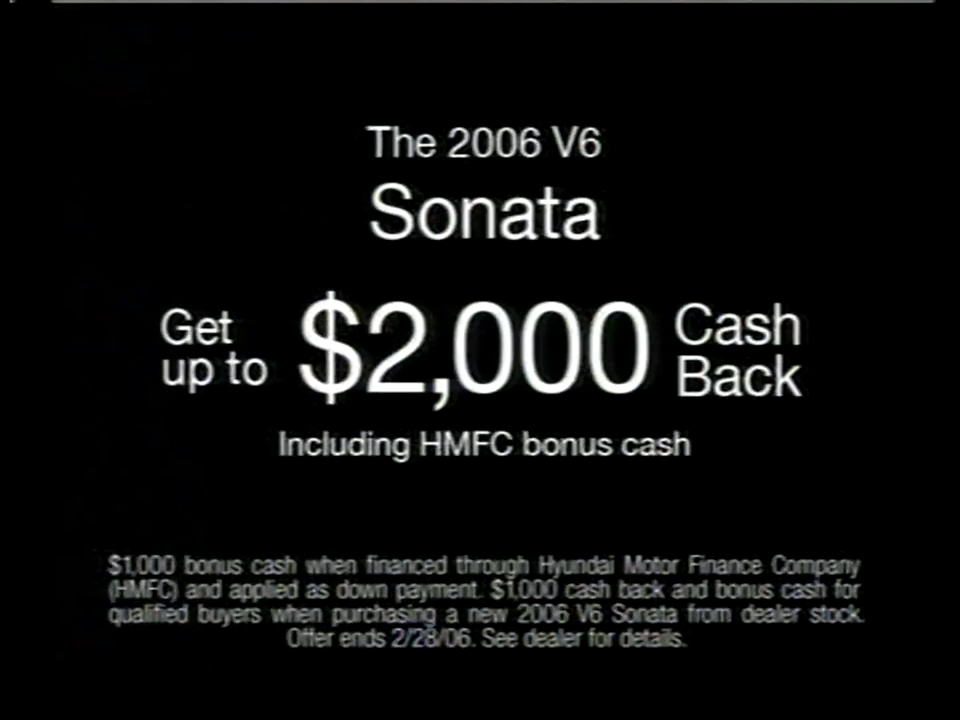 The 2006 V6
Sonata
Get up to $2,000 Cash Back
Including HMFC bonus cash
$1,000 bonus cash when financed through Hyundai Motor Finance Company
(HMFC) and applied as down payment. $1,000 cash back and bonus cash for
qualified buyers when purchasing a new 2006 V6 Sonata from dealer stock.
Offer ends 2/28/06. See dealer for details.